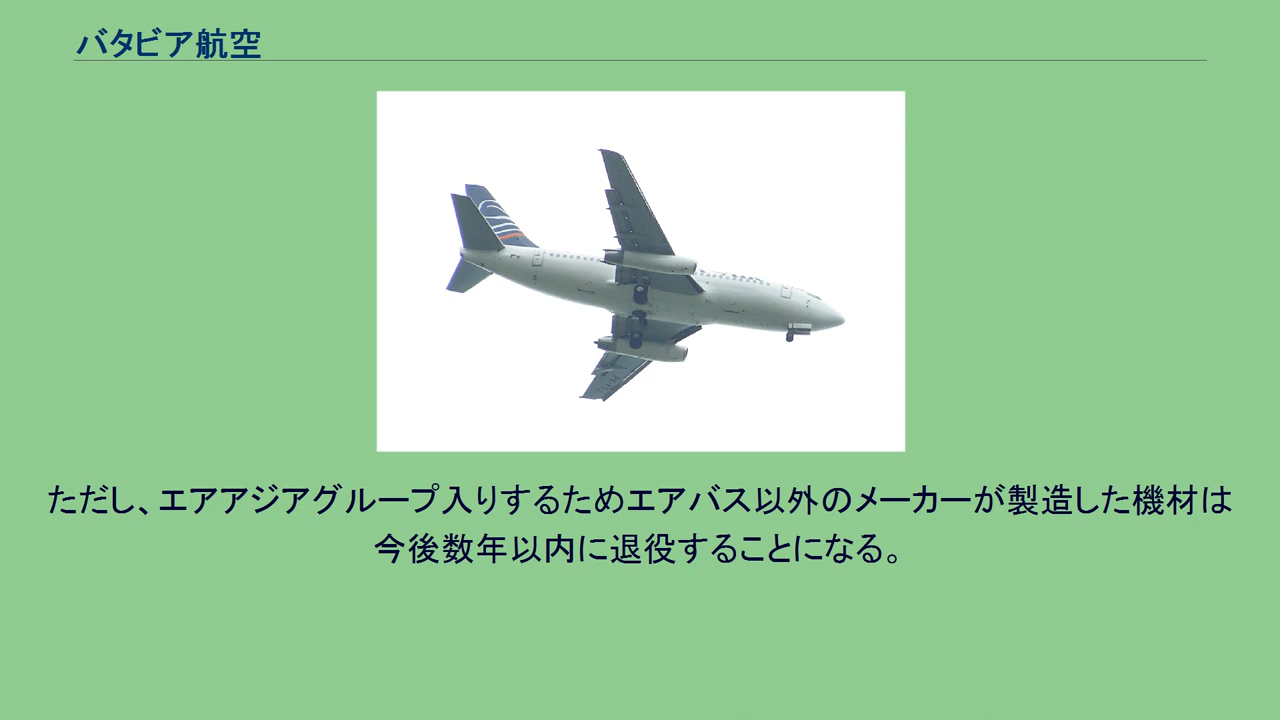 バタビア航空
ただし、エアアジアグループ入りするためエアバス以外のメーカーが製造した機材は
今後数年以内に退役することになる。